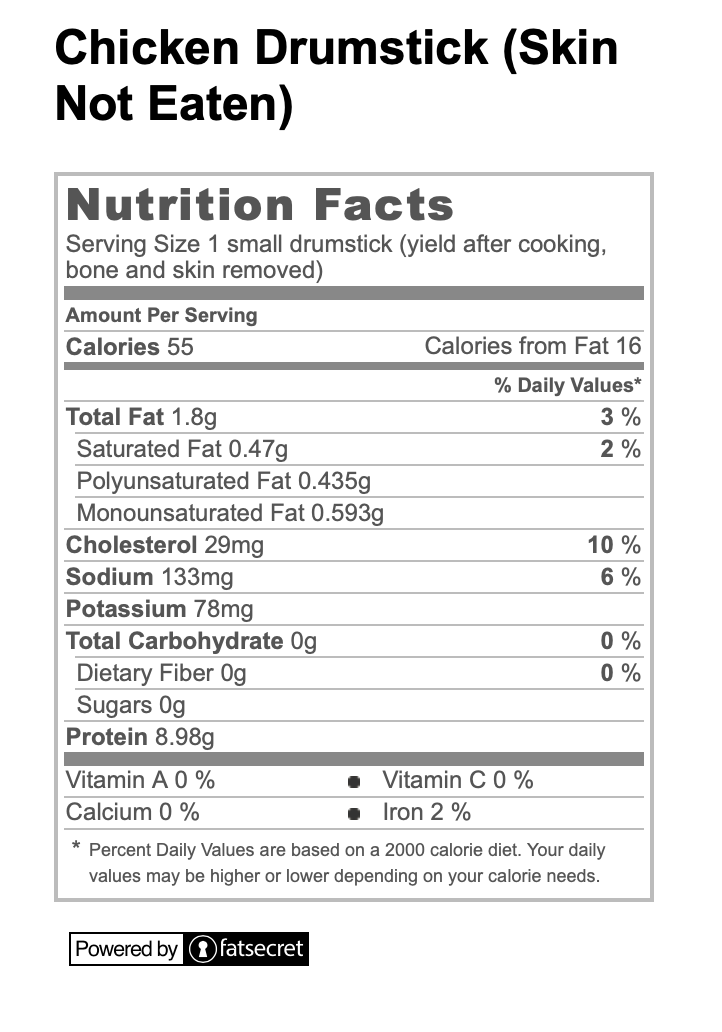 Chicken Drumstick (Skin
Not Eaten)
Nutrition Facts
Serving Size 1 small drumstick (yield after cooking,
bone and skin removed)
Amount Per Serving
Calories 55 Calories from Fat 16
% Daily Values*
Total Fat 1.8g 3 %
Saturated Fat 0.47g 2 %
Polyunsaturated Fat 0.435g
Monounsaturated Fat 0.593g
Cholesterol 29mg 10 %
Sodium 133mg 6 %
Potassium 78mg
Total Carbohydrate 0g 0 %
Dietary Fiber 0g 0 %
Sugars 0g
Protein 8.98g
Vitamin A 0 % • Vitamin C 0 %
Calcium 0 % • Iron 2 %
* Percent Daily Values are based on a 2000 calorie diet. Your daily
values may be higher or lower depending on your calorie needs.
Powered by fatsecret